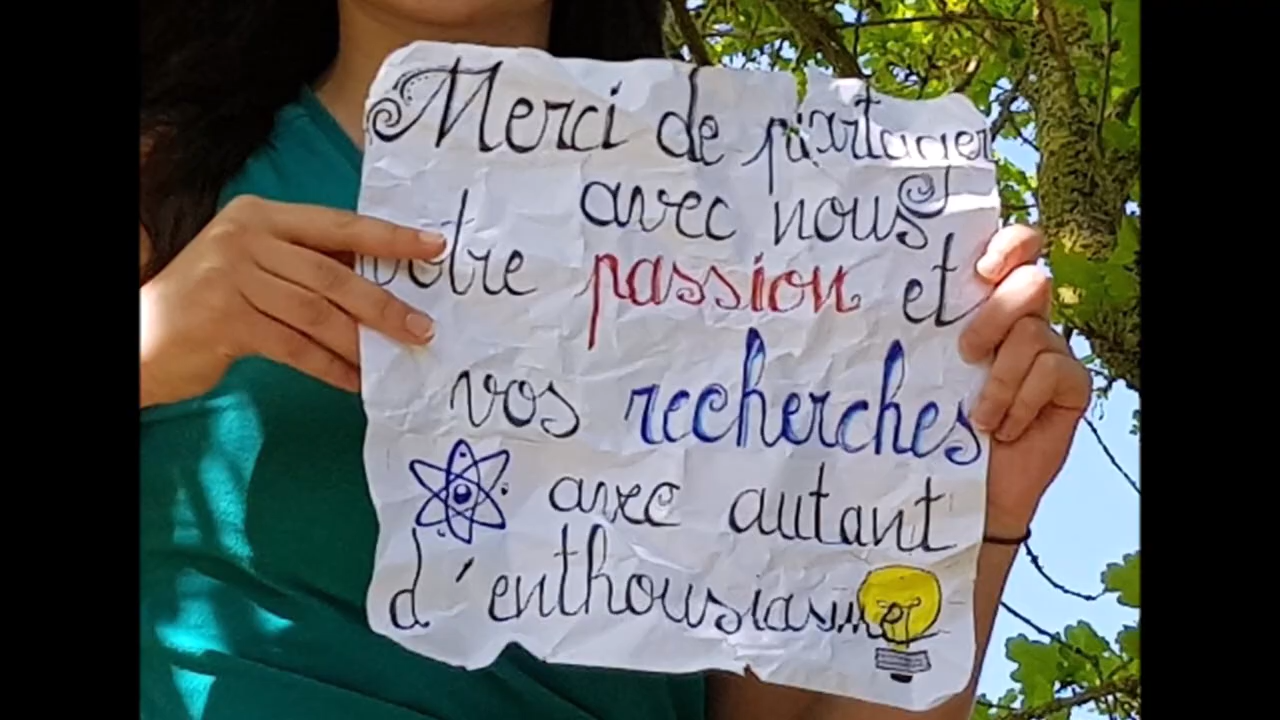 Merci de partager
avec nous
votre passion et
vos recherches
avec autant
d'enthousiasme